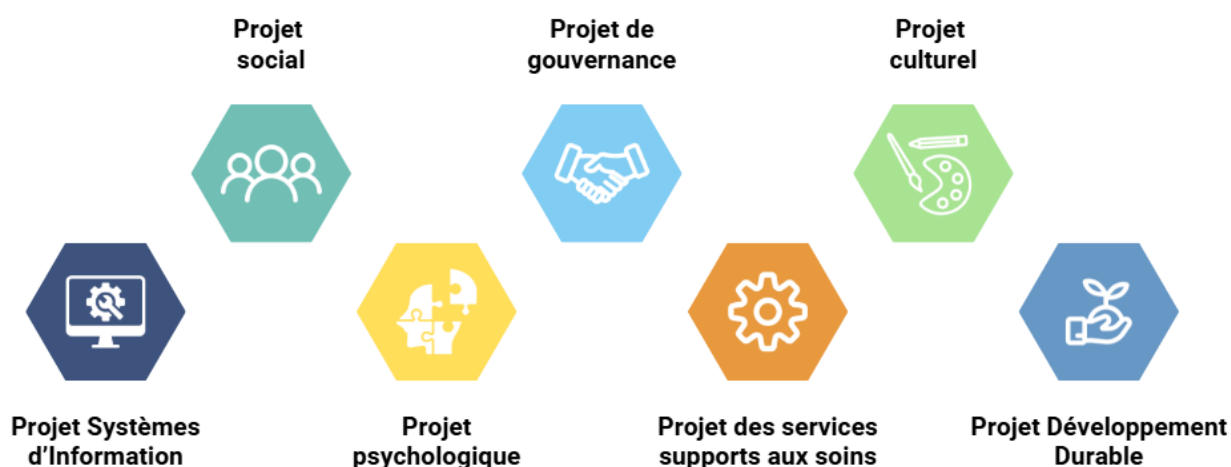 Projet
social
Projet de
gouvernance
Projet
culturel
Projet Systèmes
d’Information
Projet
psychologique
Projet des services
supports aux soins
Projet Développement
Durable